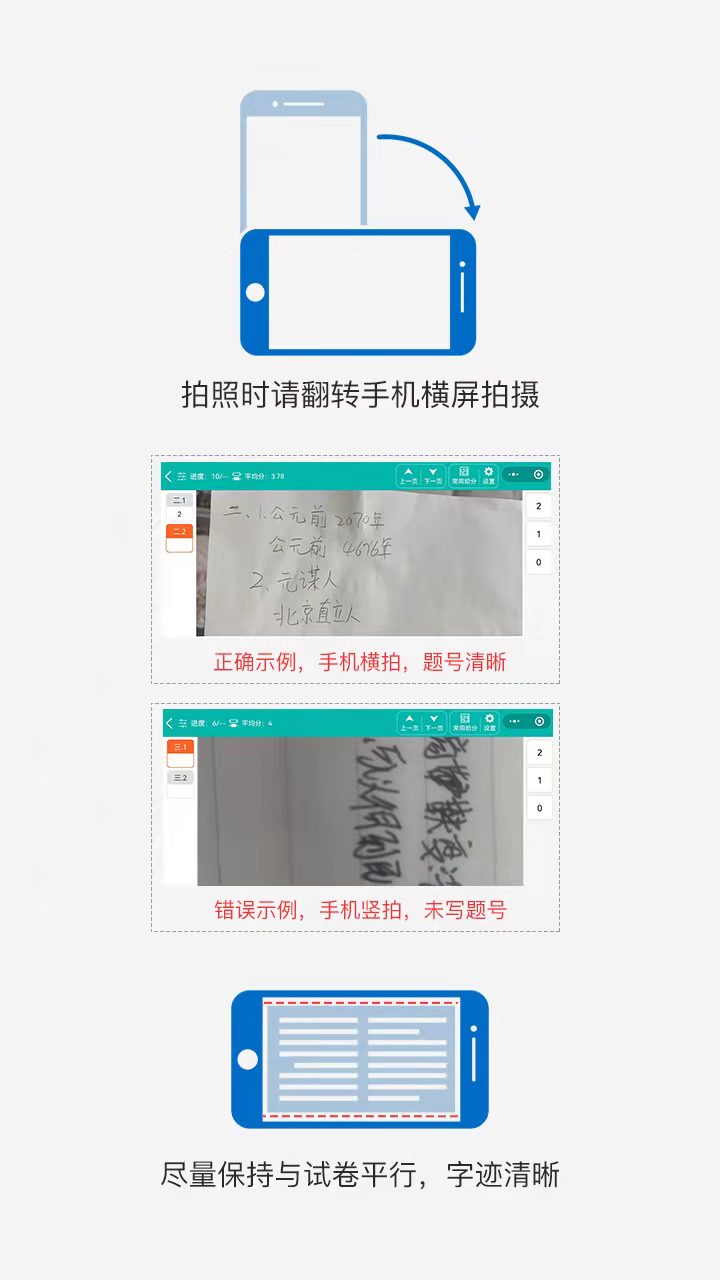 拍照时请翻转手机横屏拍摄
进度：10/-- 平均分：3.78 上一页 下一页 常用给分 设置
二.1
2
二.2
2
1
0
二、1.公元前2070年
公元前 4676年
2、元谋人
北京直立人
正确示例，手机横拍，题号清晰
进度：6/-- 平均分：4 上一页 下一页 常用给分 设置
三.1
三.2
2
1
0
错误示例，手机竖拍，未写题号
尽量保持与试卷平行，字迹清晰